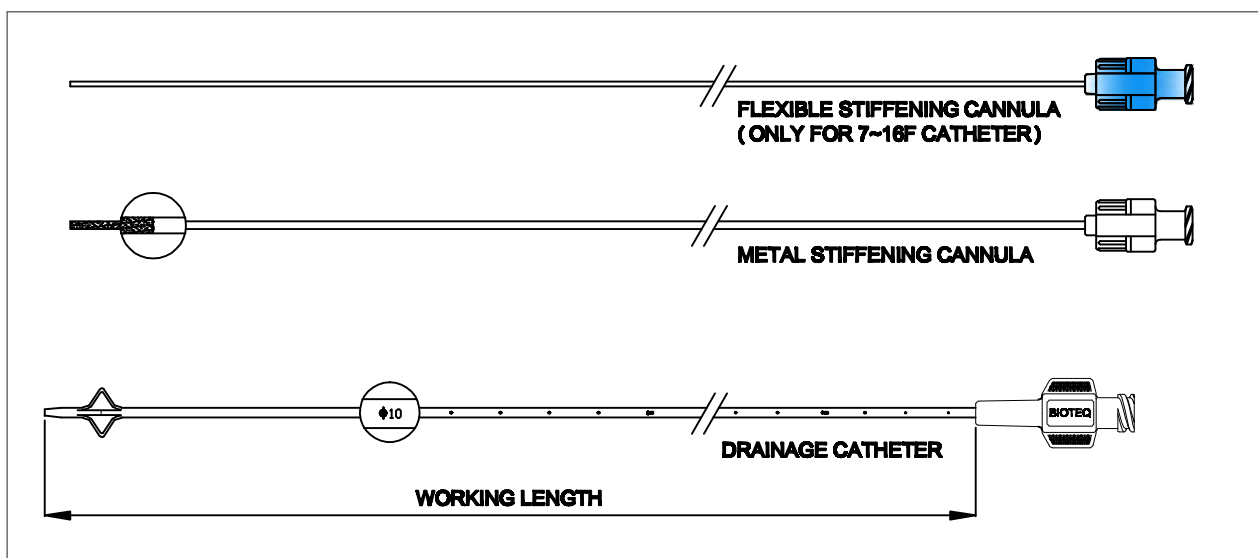 FLEXIBLE STIFFENING CANNULA
( ONLY FOR 7~16F CATHETER )
METAL STIFFENING CANNULA
Φ10
BIOTEQ
DRAINAGE CATHETER
WORKING LENGTH